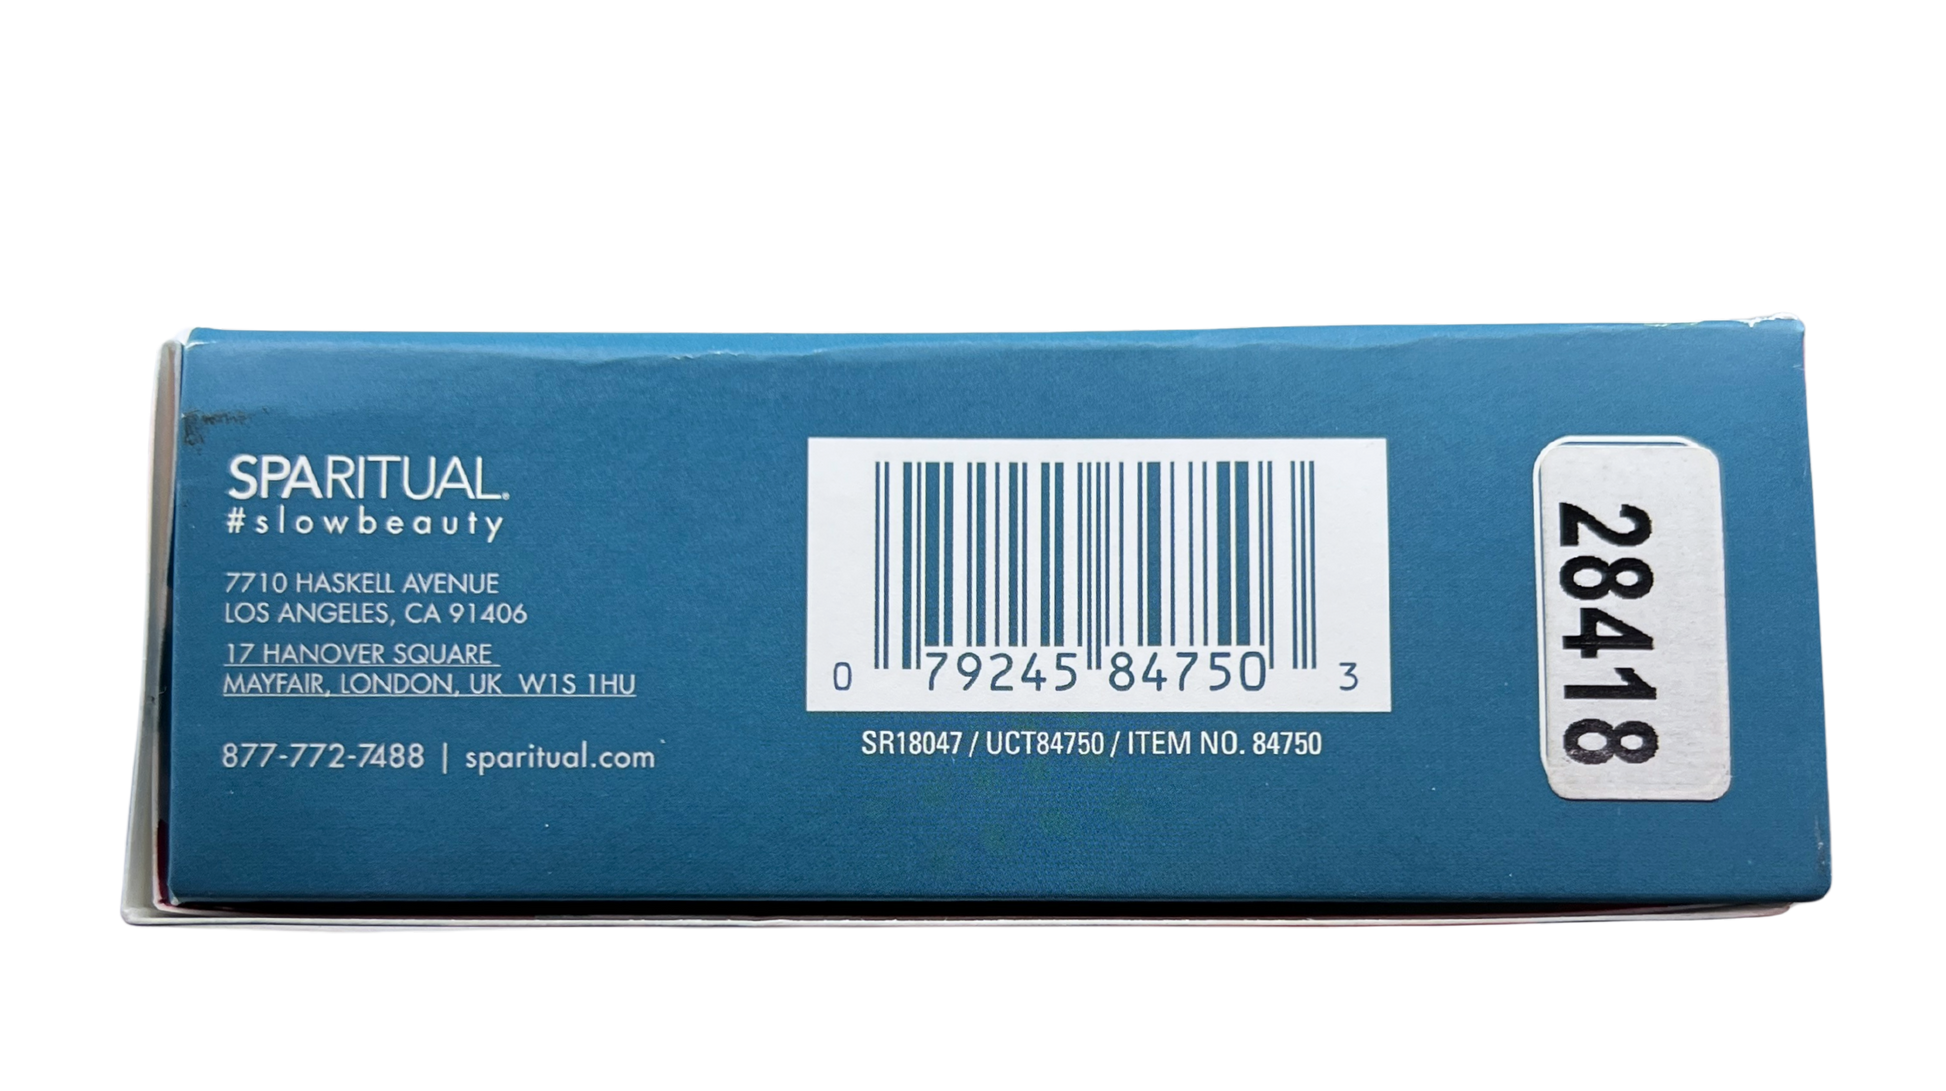 SPARITUAL®
#slowbeauty
7710 HASKELL AVENUE
LOS ANGELES, CA 91406
17 HANOVER SQUARE
MAYFAIR, LONDON, UK W1S 1HU
877-772-7488 | sparitual.com
0 79245 84750 3
SR18047 / UCT84750 / ITEM NO. 84750
28418